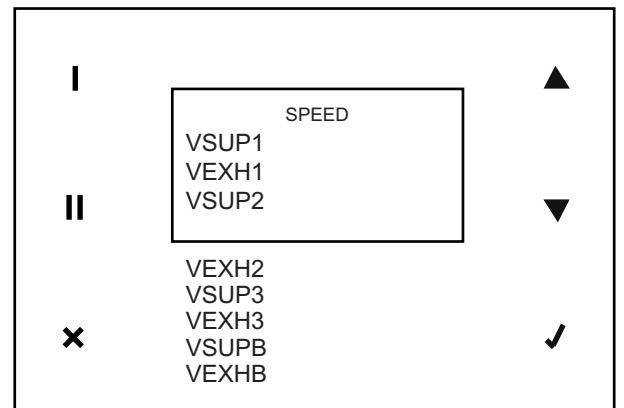 I
SPEED
VSUP1
VEXH1
VSUP2
II
VEXH2
VSUP3
VEXH3
VSUPB
VEXHB